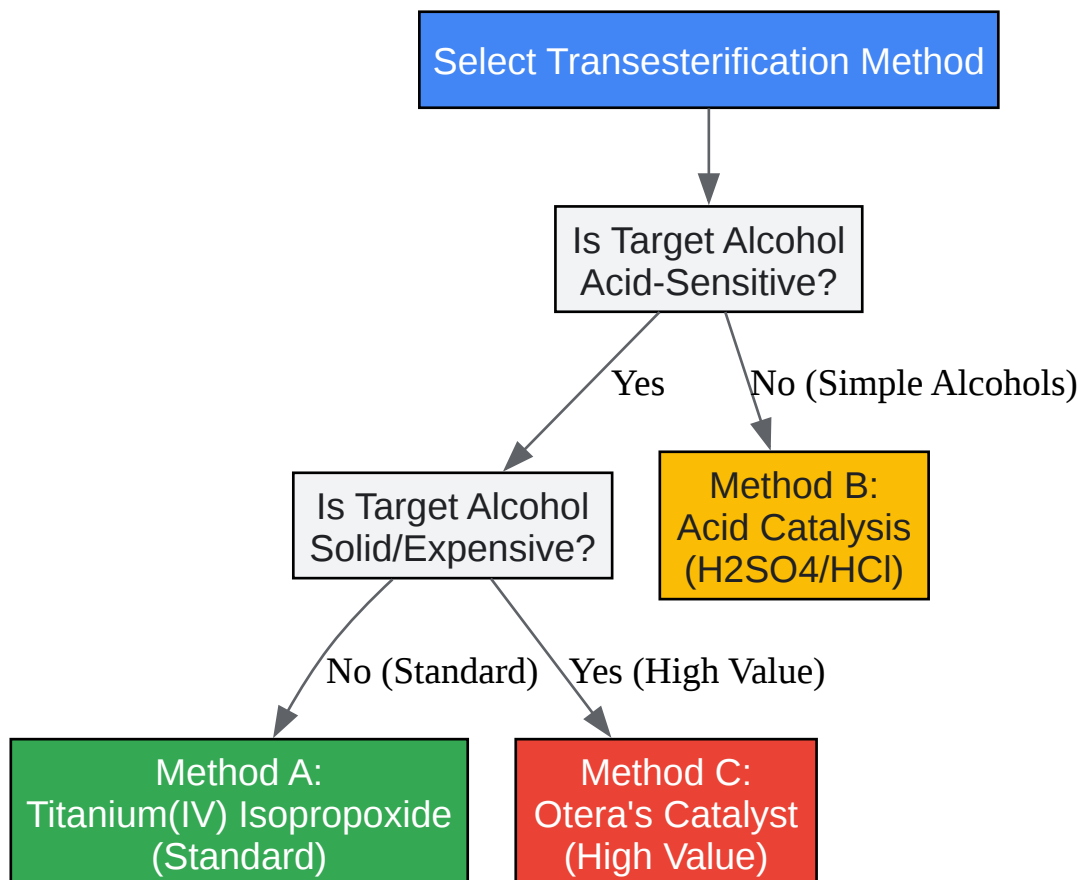 Select Transesterification Method
Is Target Alcohol
Acid-Sensitive?
Yes
No (Simple Alcohols)
Is Target Alcohol
Solid/Expensive?
Method B:
Acid Catalysis
(H2SO4/HCl)
No (Standard)
Yes (High Value)
Method A:
Titanium(IV) Isopropoxide
(Standard)
Method C:
Otera's Catalyst
(High Value)